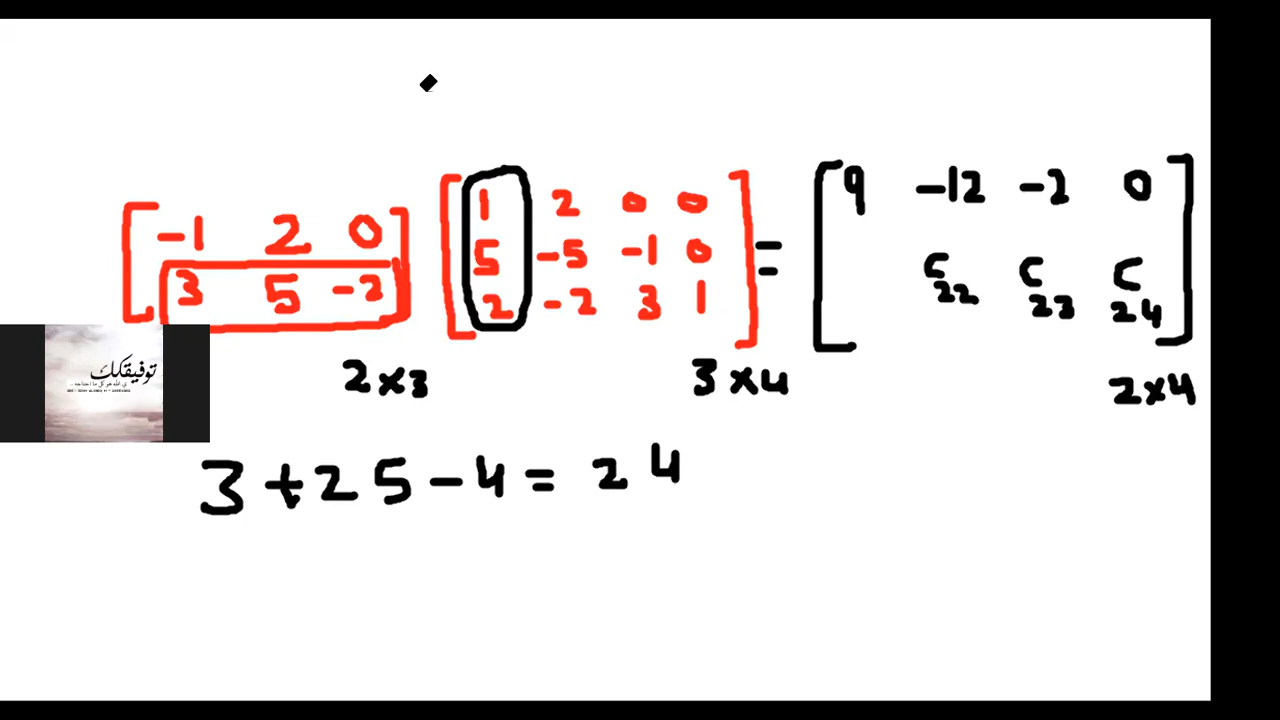 [-1 2 0] [1 2 0 0] = [9 -12 -2 0]
[3 5 -2] [5 -5 -1 0] [C22 C23 C24]
[2 -2 3 1]
2x3 3x4 2x4
توفيقكك
3+25-4=24